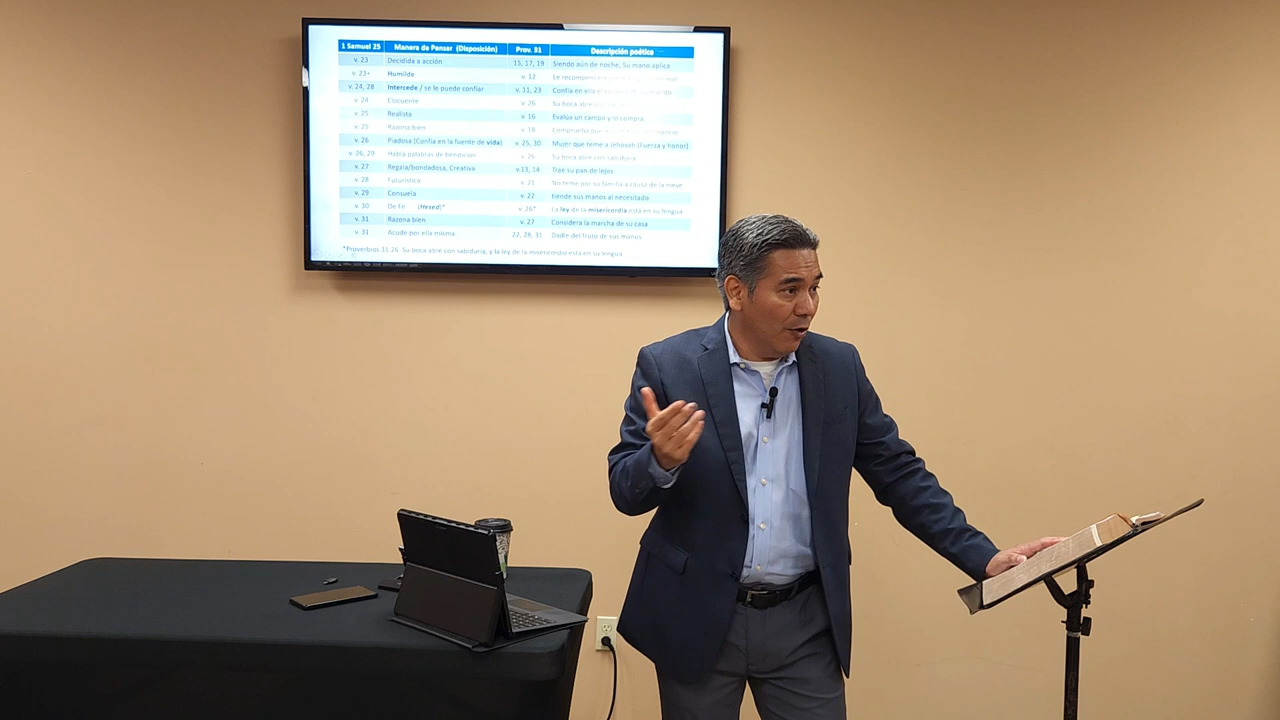 1 Samuel 25 Manera de Pensar (Disposición) Prov. 31 Descripción poética
v. 23 Decidida a acción 15, 17, 19 Siendo aún de noche, Su mano aplica
v. 23+ Humilde v. 12 Le recompensa
v. 24, 28 Intercede / se le puede confiar v. 11, 23 Confía en ella
v. 24 Elocuente v. 26 Su boca abre
v. 25 Realista v. 16 Evalúa un campo y lo compra
v. 25 Razona bien v. 18 Comprueba que
v. 26 Piadosa (Confía en la fuente de vida) v. 25, 30 Mujer que teme a Jehovah (Fuerza y honor)
v. 26, 29 Habla palabras de bendición v. 26 Su boca abre con sabiduría
v. 27 Regala/bondadosa, Creativa v.13, 14 Trae su pan de lejos
v. 28 Futurística v. 21 No teme por su familia a causa de la nieve
v. 29 Consuela v. 22 tiende sus manos al necesitado
v. 30 De Fe (Hesed)* v. 26* La ley de la misericordia está en su lengua
v. 31 Razona bien v. 27 Considera la marcha de su casa
v. 31 Acude por ella misma 22, 28, 31 Dadle del fruto de sus manos
*Proverbios 31:26 Su boca abre con sabiduría, y la ley de la misericordia está en su lengua